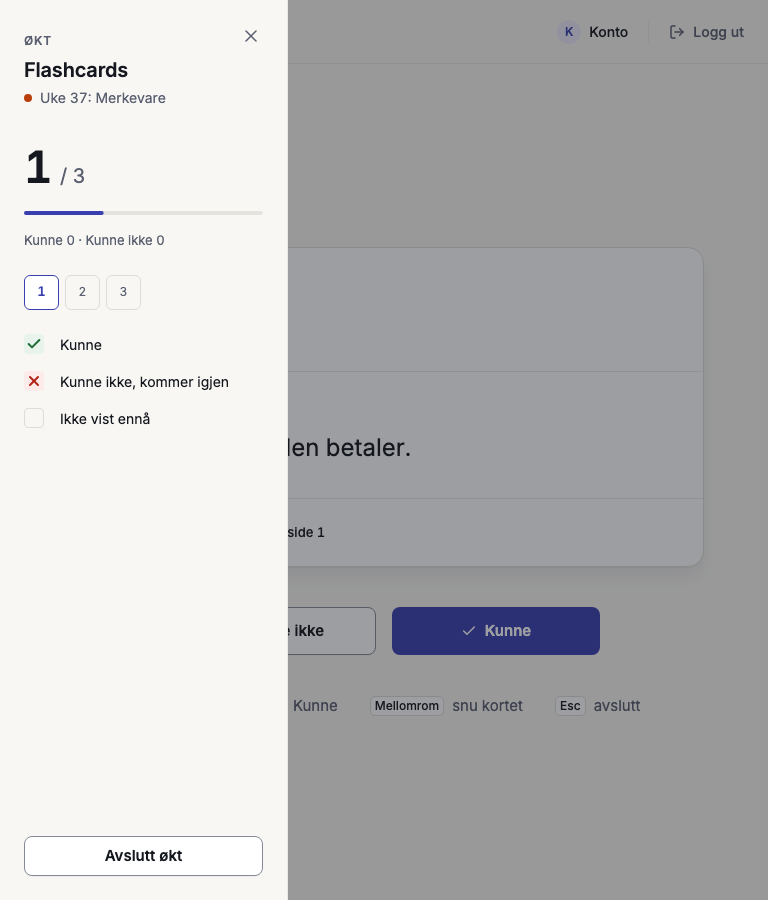 ØKT
Flashcards
Uke 37: Merkevare
1 / 3
Kunne 0 · Kunne ikke 0
1 2 3
Kunne
Kunne ikke, kommer igjen
Ikke vist ennå
Avslutt økt
K Konto
Logg ut
betaler.
side 1
ikke
Kunne
Kunne
Mellomrom snu kortet
Esc avslutt